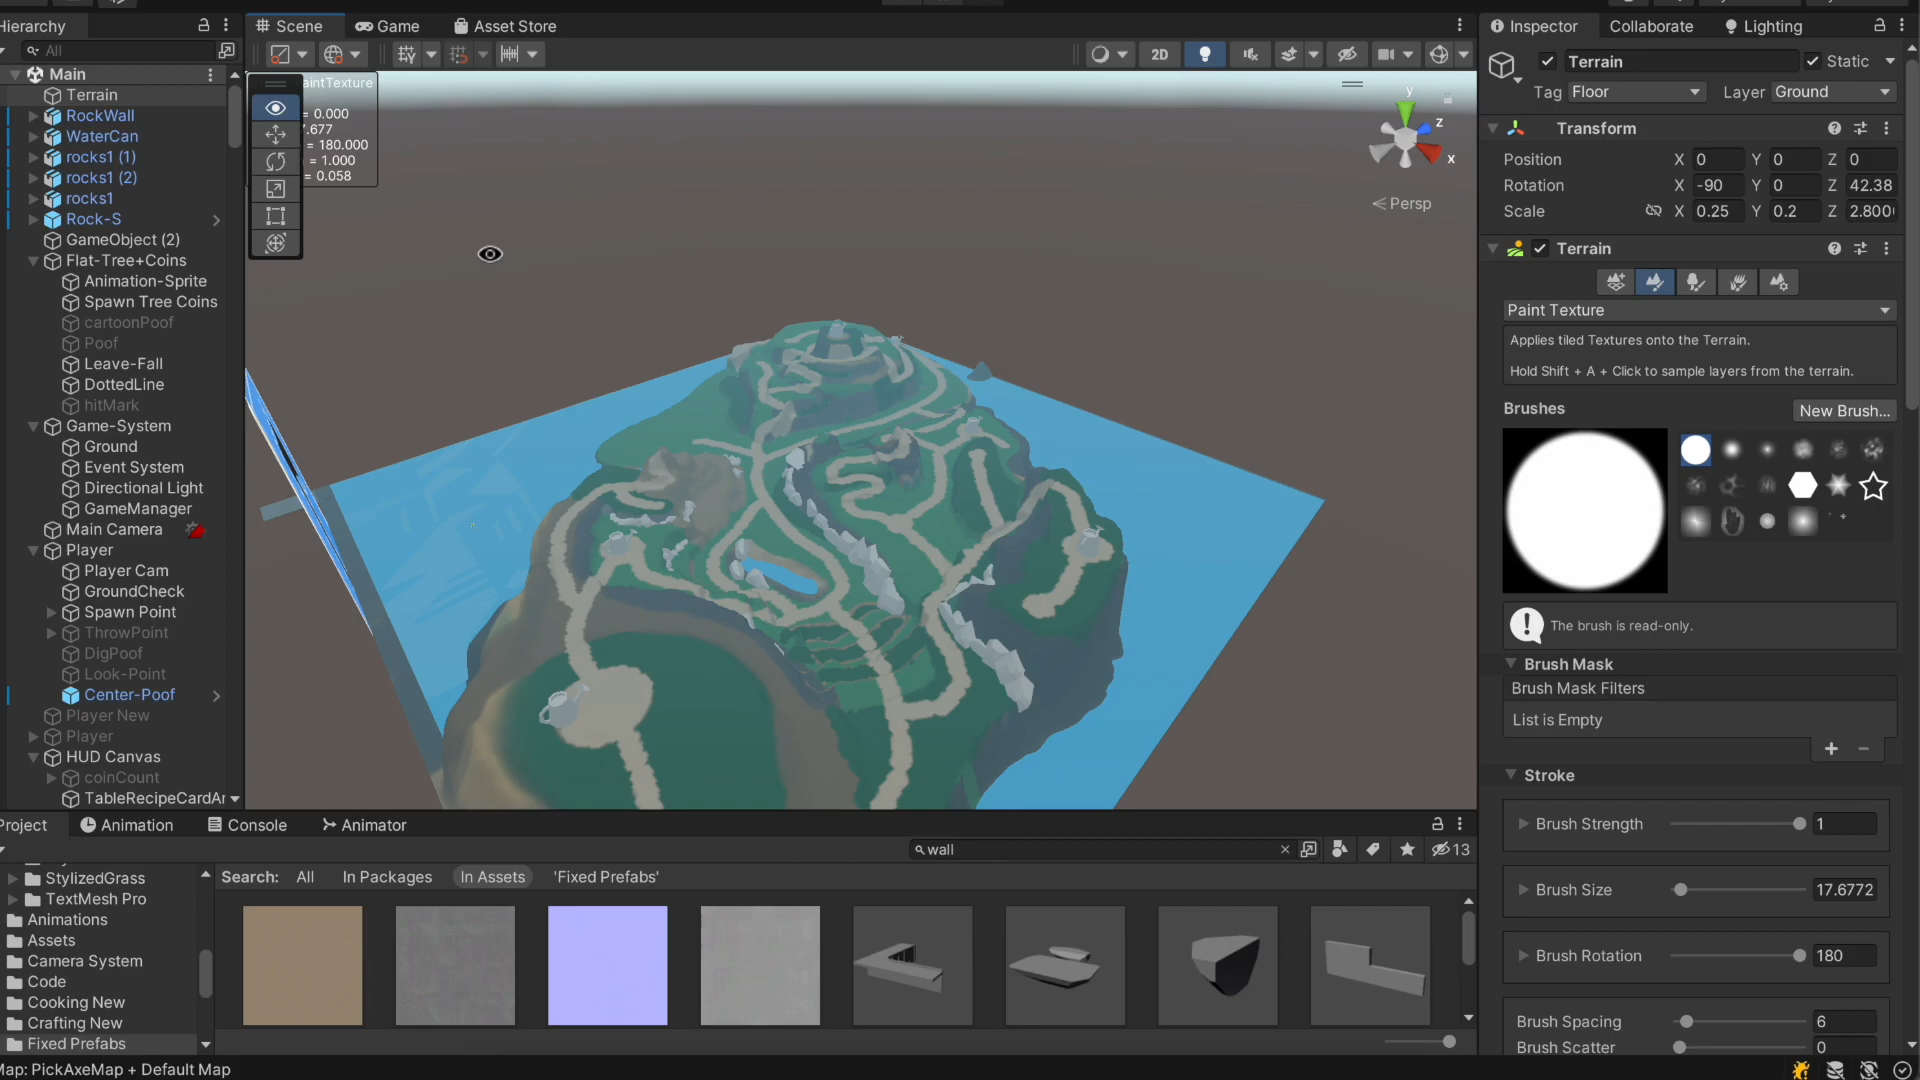 Hierarchy
All
Main
Terrain
RockWall
WaterCan
rocks1 (1)
rocks1 (2)
rocks1
Rock-S
GameObject (2)
Flat-Tree+Coins
Animation-Sprite
Spawn Tree Coins
cartoonPoof
Poof
Leave-Fall
DottedLine
hitMark
Game-System
Ground
Event System
Directional Light
GameManager
Main Camera
Player
Player Cam
GroundCheck
Spawn Point
ThrowPoint
DigPoof
Look-Point
Center-Poof
Player New
Player
HUD Canvas
coinCount
TableRecipeCardAr
Scene
Game
Asset Store
2D
aintTexture
= 0.000
7.677
= 180.000
= 1.000
= 0.058
y
z
x
Persp
Inspector
Collaborate
Lighting
Terrain
Static
Tag Floor
Layer Ground
Transform
Position X 0 Y 0 Z 0
Rotation X -90 Y 0 Z 42.38
Scale X 0.25 Y 0.2 Z 2.800
Terrain
Paint Texture
Applies tiled Textures onto the Terrain.
Hold Shift + A + Click to sample layers from the terrain.
Brushes
New Brush...
The brush is read-only.
Brush Mask
Brush Mask Filters
List is Empty
+ −
Stroke
Brush Strength 1
Brush Size 17.6772
Brush Rotation 180
Brush Spacing 6
Brush Scatter 0
Project
Animation
Console
Animator
wall
13
StylizedGrass
TextMesh Pro
Animations
Assets
Camera System
Code
Cooking New
Crafting New
Fixed Prefabs
Search: All In Packages In Assets 'Fixed Prefabs'
Map: PickAxeMap + Default Map